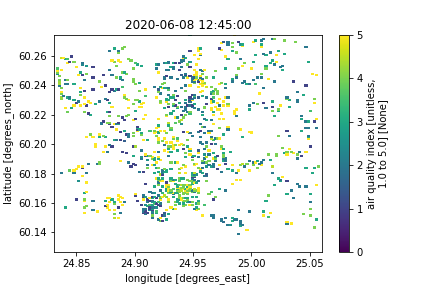 2020-06-08 12:45:00
60.26
60.24
60.22
60.20
60.18
60.16
60.14
latitude [degrees_north]
24.85 24.90 24.95 25.00 25.05
longitude [degrees_east]
5
4
3
2
1
0
air quality index [unitless,
1.0 to 5.0] [None]